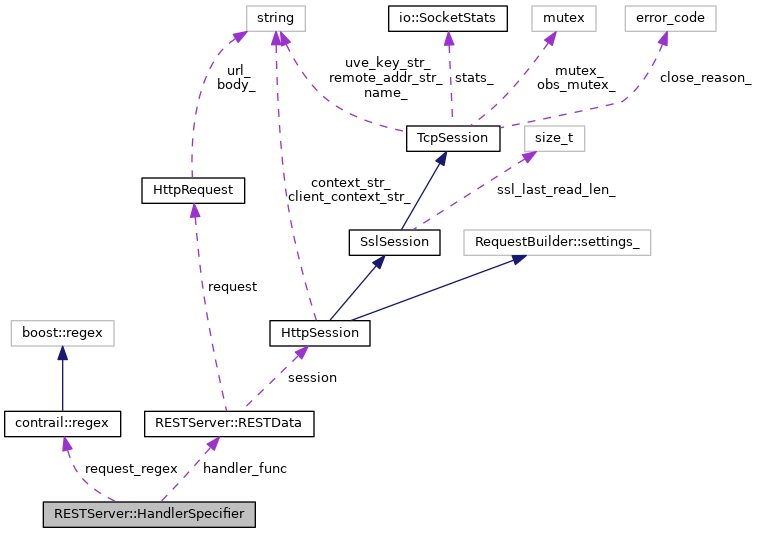 string
io::SocketStats
mutex
error_code
uve_key_str_
remote_addr_str_
name_
stats_
mutex_
obs_mutex_
close_reason_
url_
body_
TcpSession
size_t
HttpRequest
context_str_
client_context_str_
ssl_last_read_len_
SslSession
RequestBuilder::settings_
request
boost::regex
HttpSession
session
contrail::regex
RESTServer::RESTData
request_regex
handler_func
RESTServer::HandlerSpecifier